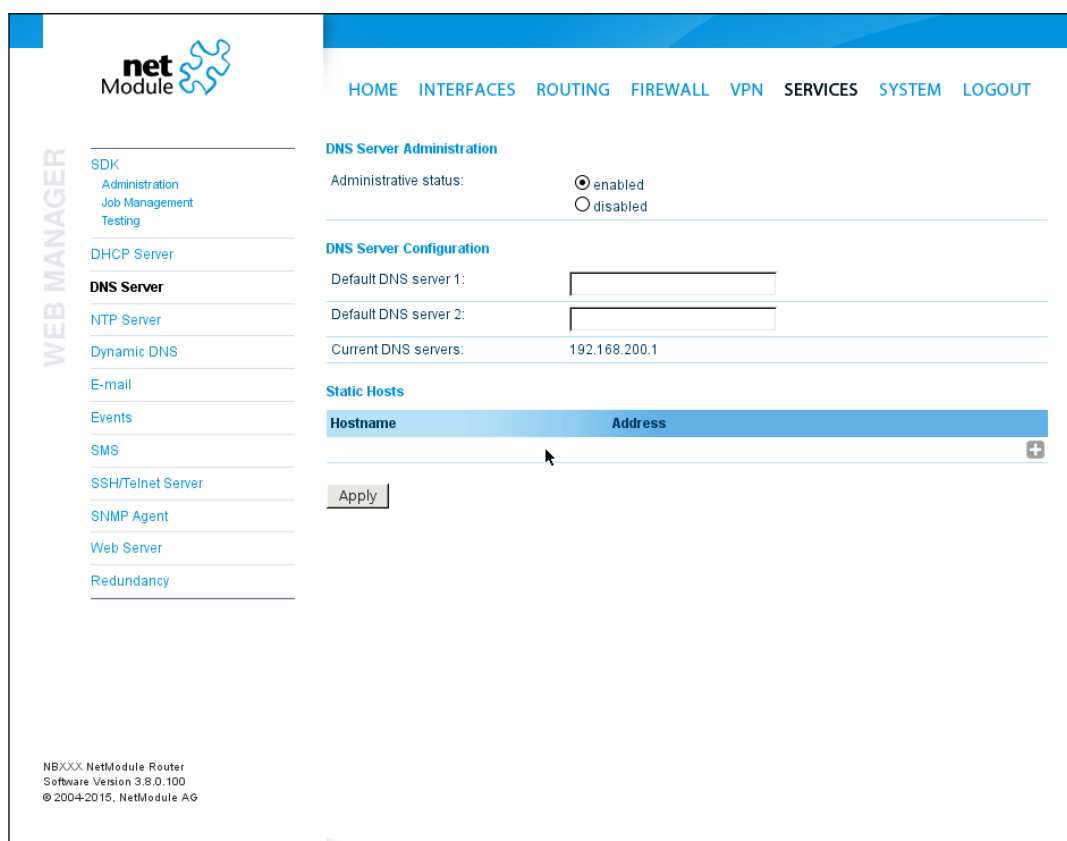 net
Module
HOME INTERFACES ROUTING FIREWALL VPN SERVICES SYSTEM LOGOUT
WEB MANAGER
SDK
Administration
Job Management
Testing
DHCP Server
DNS Server
NTP Server
Dynamic DNS
E-mail
Events
SMS
SSH/Telnet Server
SNMP Agent
Web Server
Redundancy
DNS Server Administration
Administrative status:
enabled
disabled
DNS Server Configuration
Default DNS server 1:
Default DNS server 2:
Current DNS servers: 192.168.200.1
Static Hosts
Hostname Address
Apply
NBXXX NetModule Router
Software Version 3.8.0.100
© 2004-2015, NetModule AG